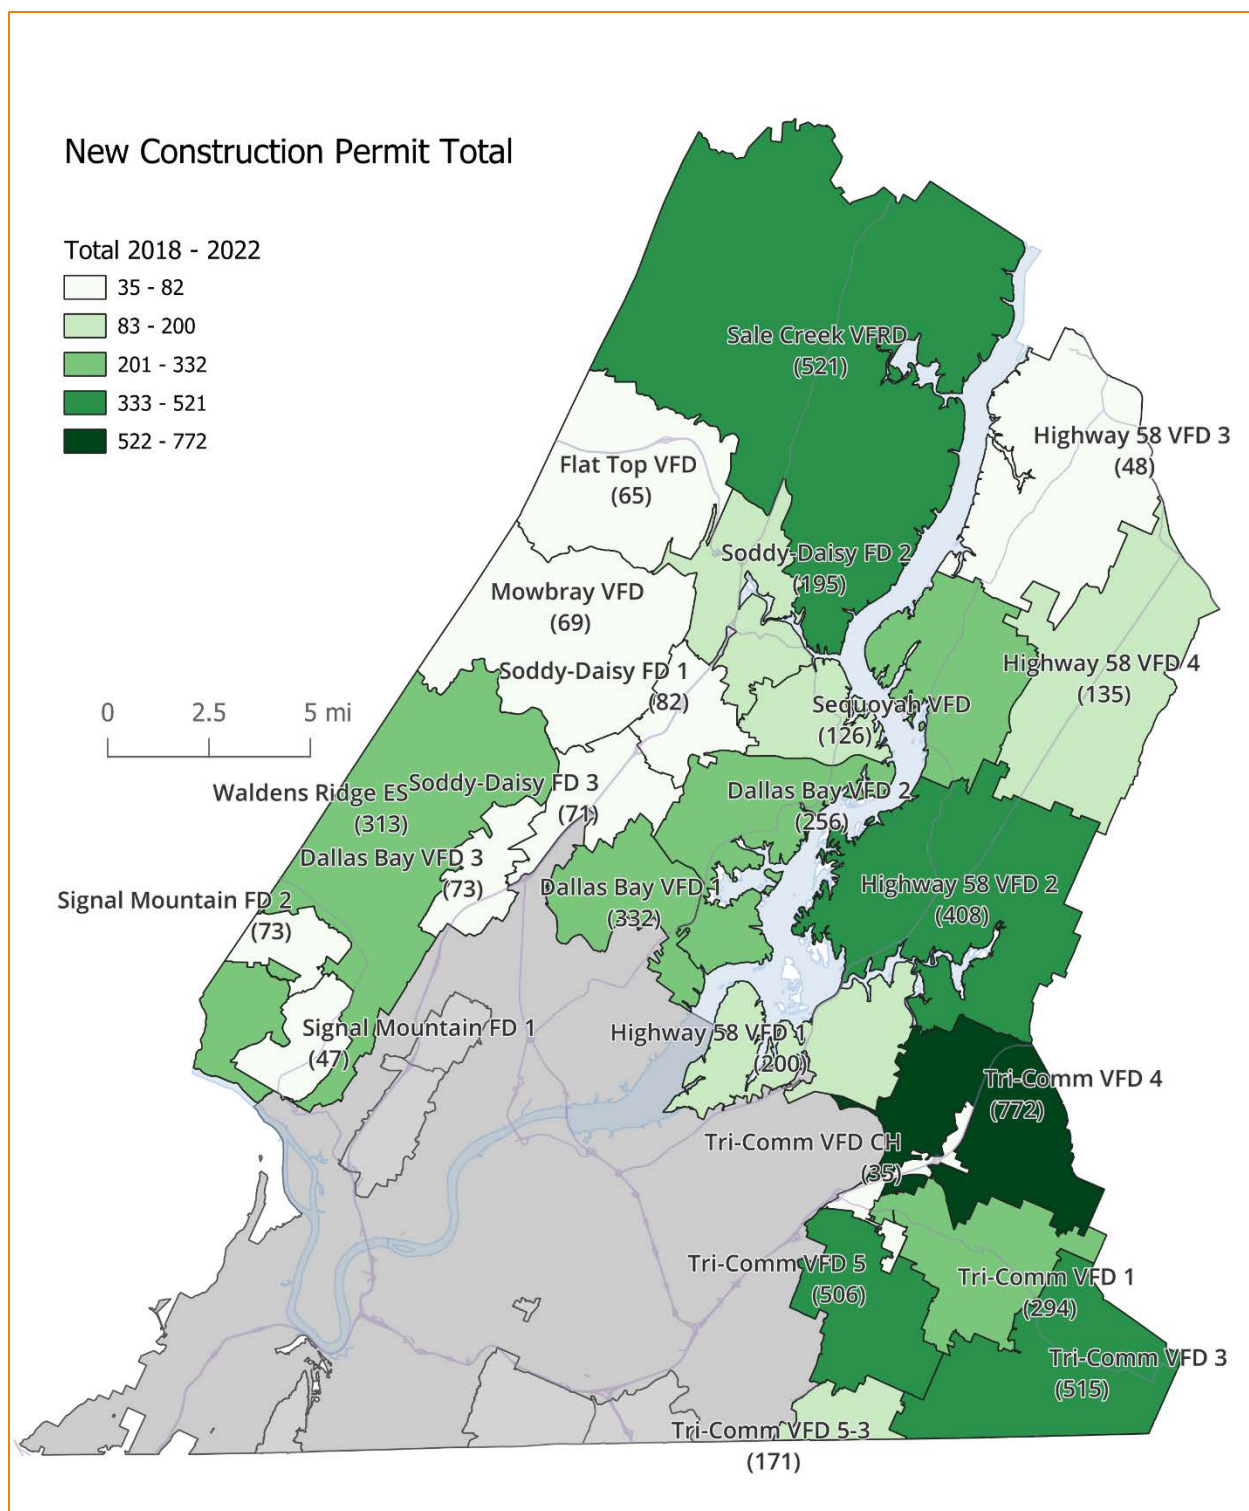 New Construction Permit Total
Total 2018 - 2022
35 - 82
83 - 200
201 - 332
333 - 521
522 - 772
Sale Creek VFRD
(521)
Highway 58 VFD 3
(48)
Flat Top VFD
(65)
Soddy-Daisy FD 2
(195)
Mowbray VFD
(69)
Soddy-Daisy FD 1
(82)
Highway 58 VFD 4
(135)
Sequoyah VFD
(126)
0 2.5 5 mi
Waldens Ridge ES
(313)
Soddy-Daisy FD 3
(71)
Dallas Bay VFD 2
(256)
Dallas Bay VFD 3
(73)
Dallas Bay VFD 1
(332)
Highway 58 VFD 2
(408)
Signal Mountain FD 2
(73)
Signal Mountain FD 1
(47)
Highway 58 VFD 1
(200)
Tri-Comm VFD 4
(772)
Tri-Comm VFD CH
(35)
Tri-Comm VFD 5
(506)
Tri-Comm VFD 1
(294)
Tri-Comm VFD 3
(515)
Tri-Comm VFD 5-3
(171)